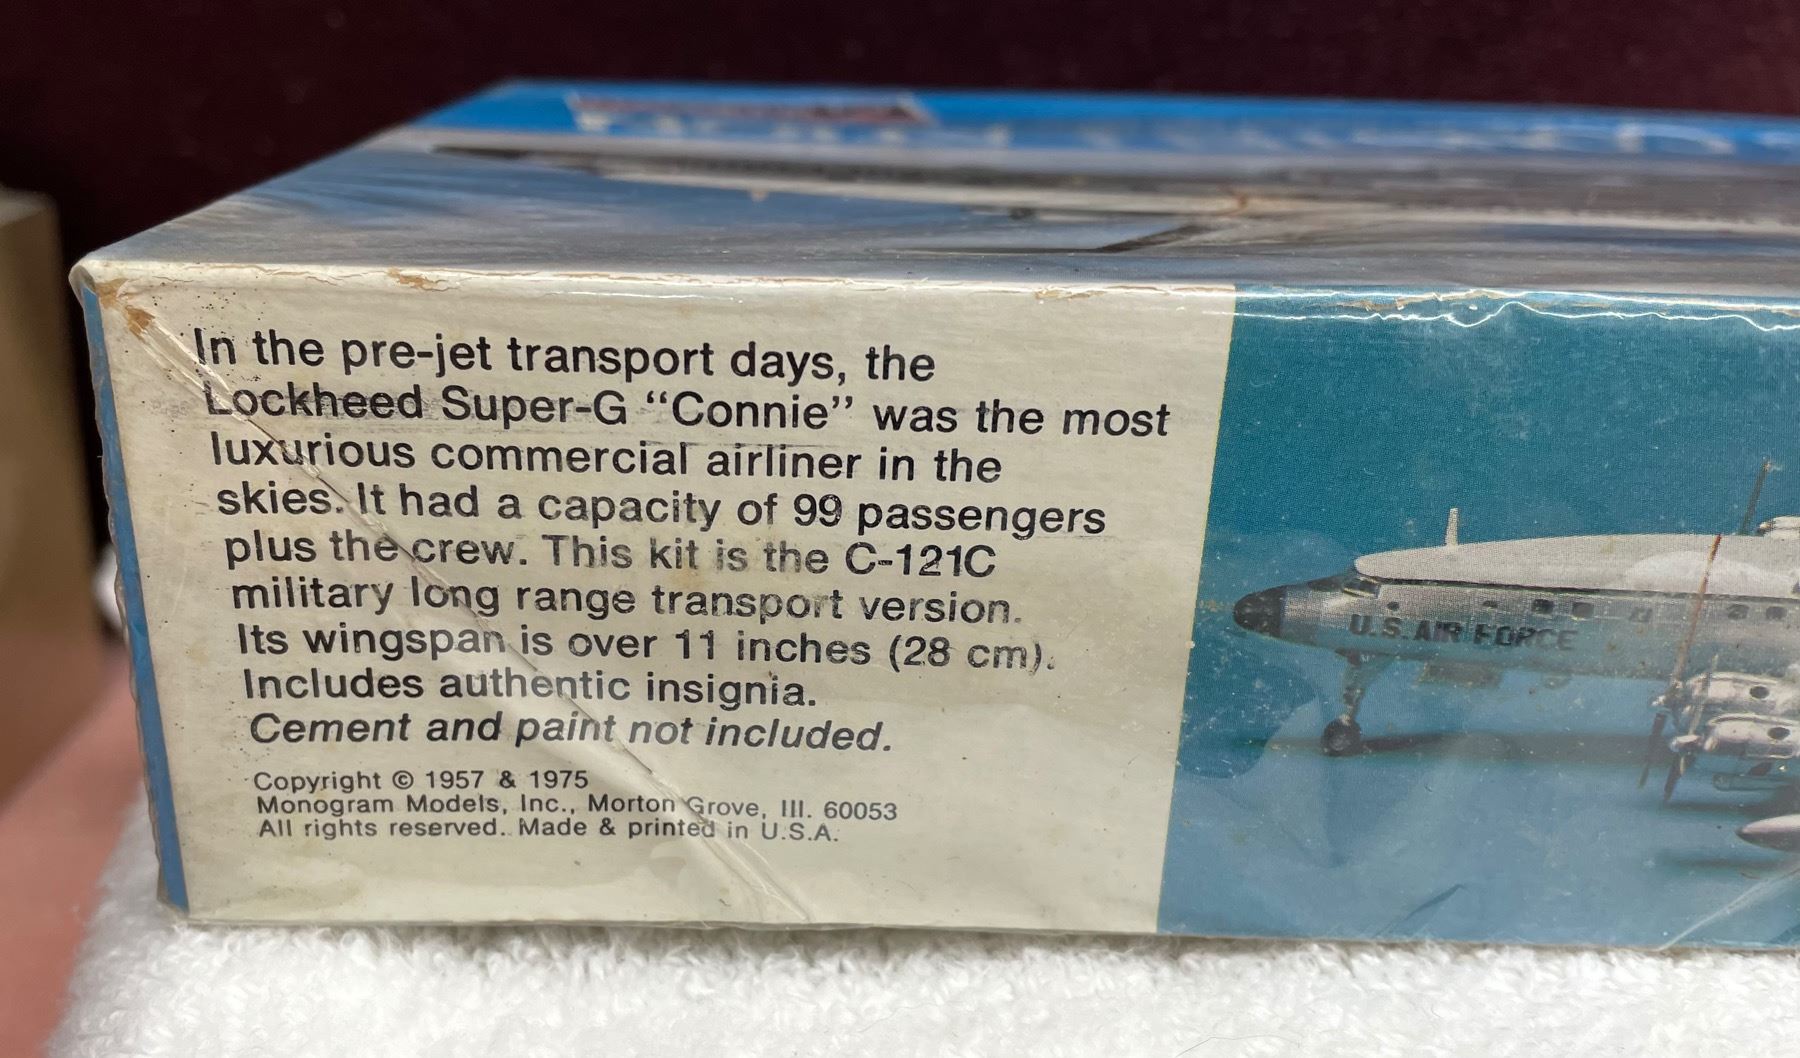 In the pre-jet transport days, the
Lockheed Super-G “Connie” was the most
luxurious commercial airliner in the
skies. It had a capacity of 99 passengers
plus the crew. This kit is the C-121C
military long range transport version.
Its wingspan is over 11 inches (28 cm).
Includes authentic insignia.
Cement and paint not included.
Copyright © 1957 & 1975
Monogram Models, Inc., Morton Grove, Ill. 60053
All rights reserved. Made & printed in U.S.A.
U.S. AIR FORCE